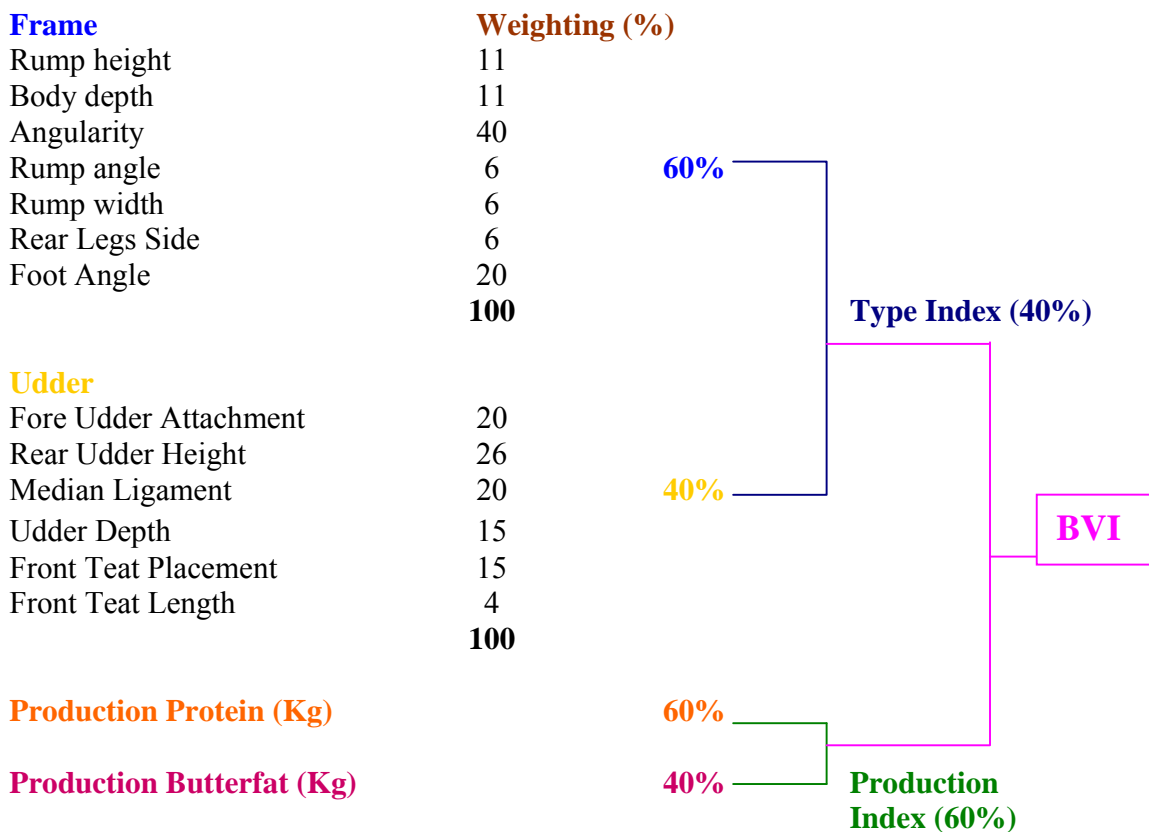 Frame Weighting (%)
Rump height 11
Body depth 11
Angularity 40
Rump angle 6 60%
Rump width 6
Rear Legs Side 6
Foot Angle 20
100 Type Index (40%)
Udder
Fore Udder Attachment 20
Rear Udder Height 26
Median Ligament 20 40%
Udder Depth 15 BVI
Front Teat Placement 15
Front Teat Length 4
100
Production Protein (Kg) 60%
Production Butterfat (Kg) 40% Production
Index (60%)